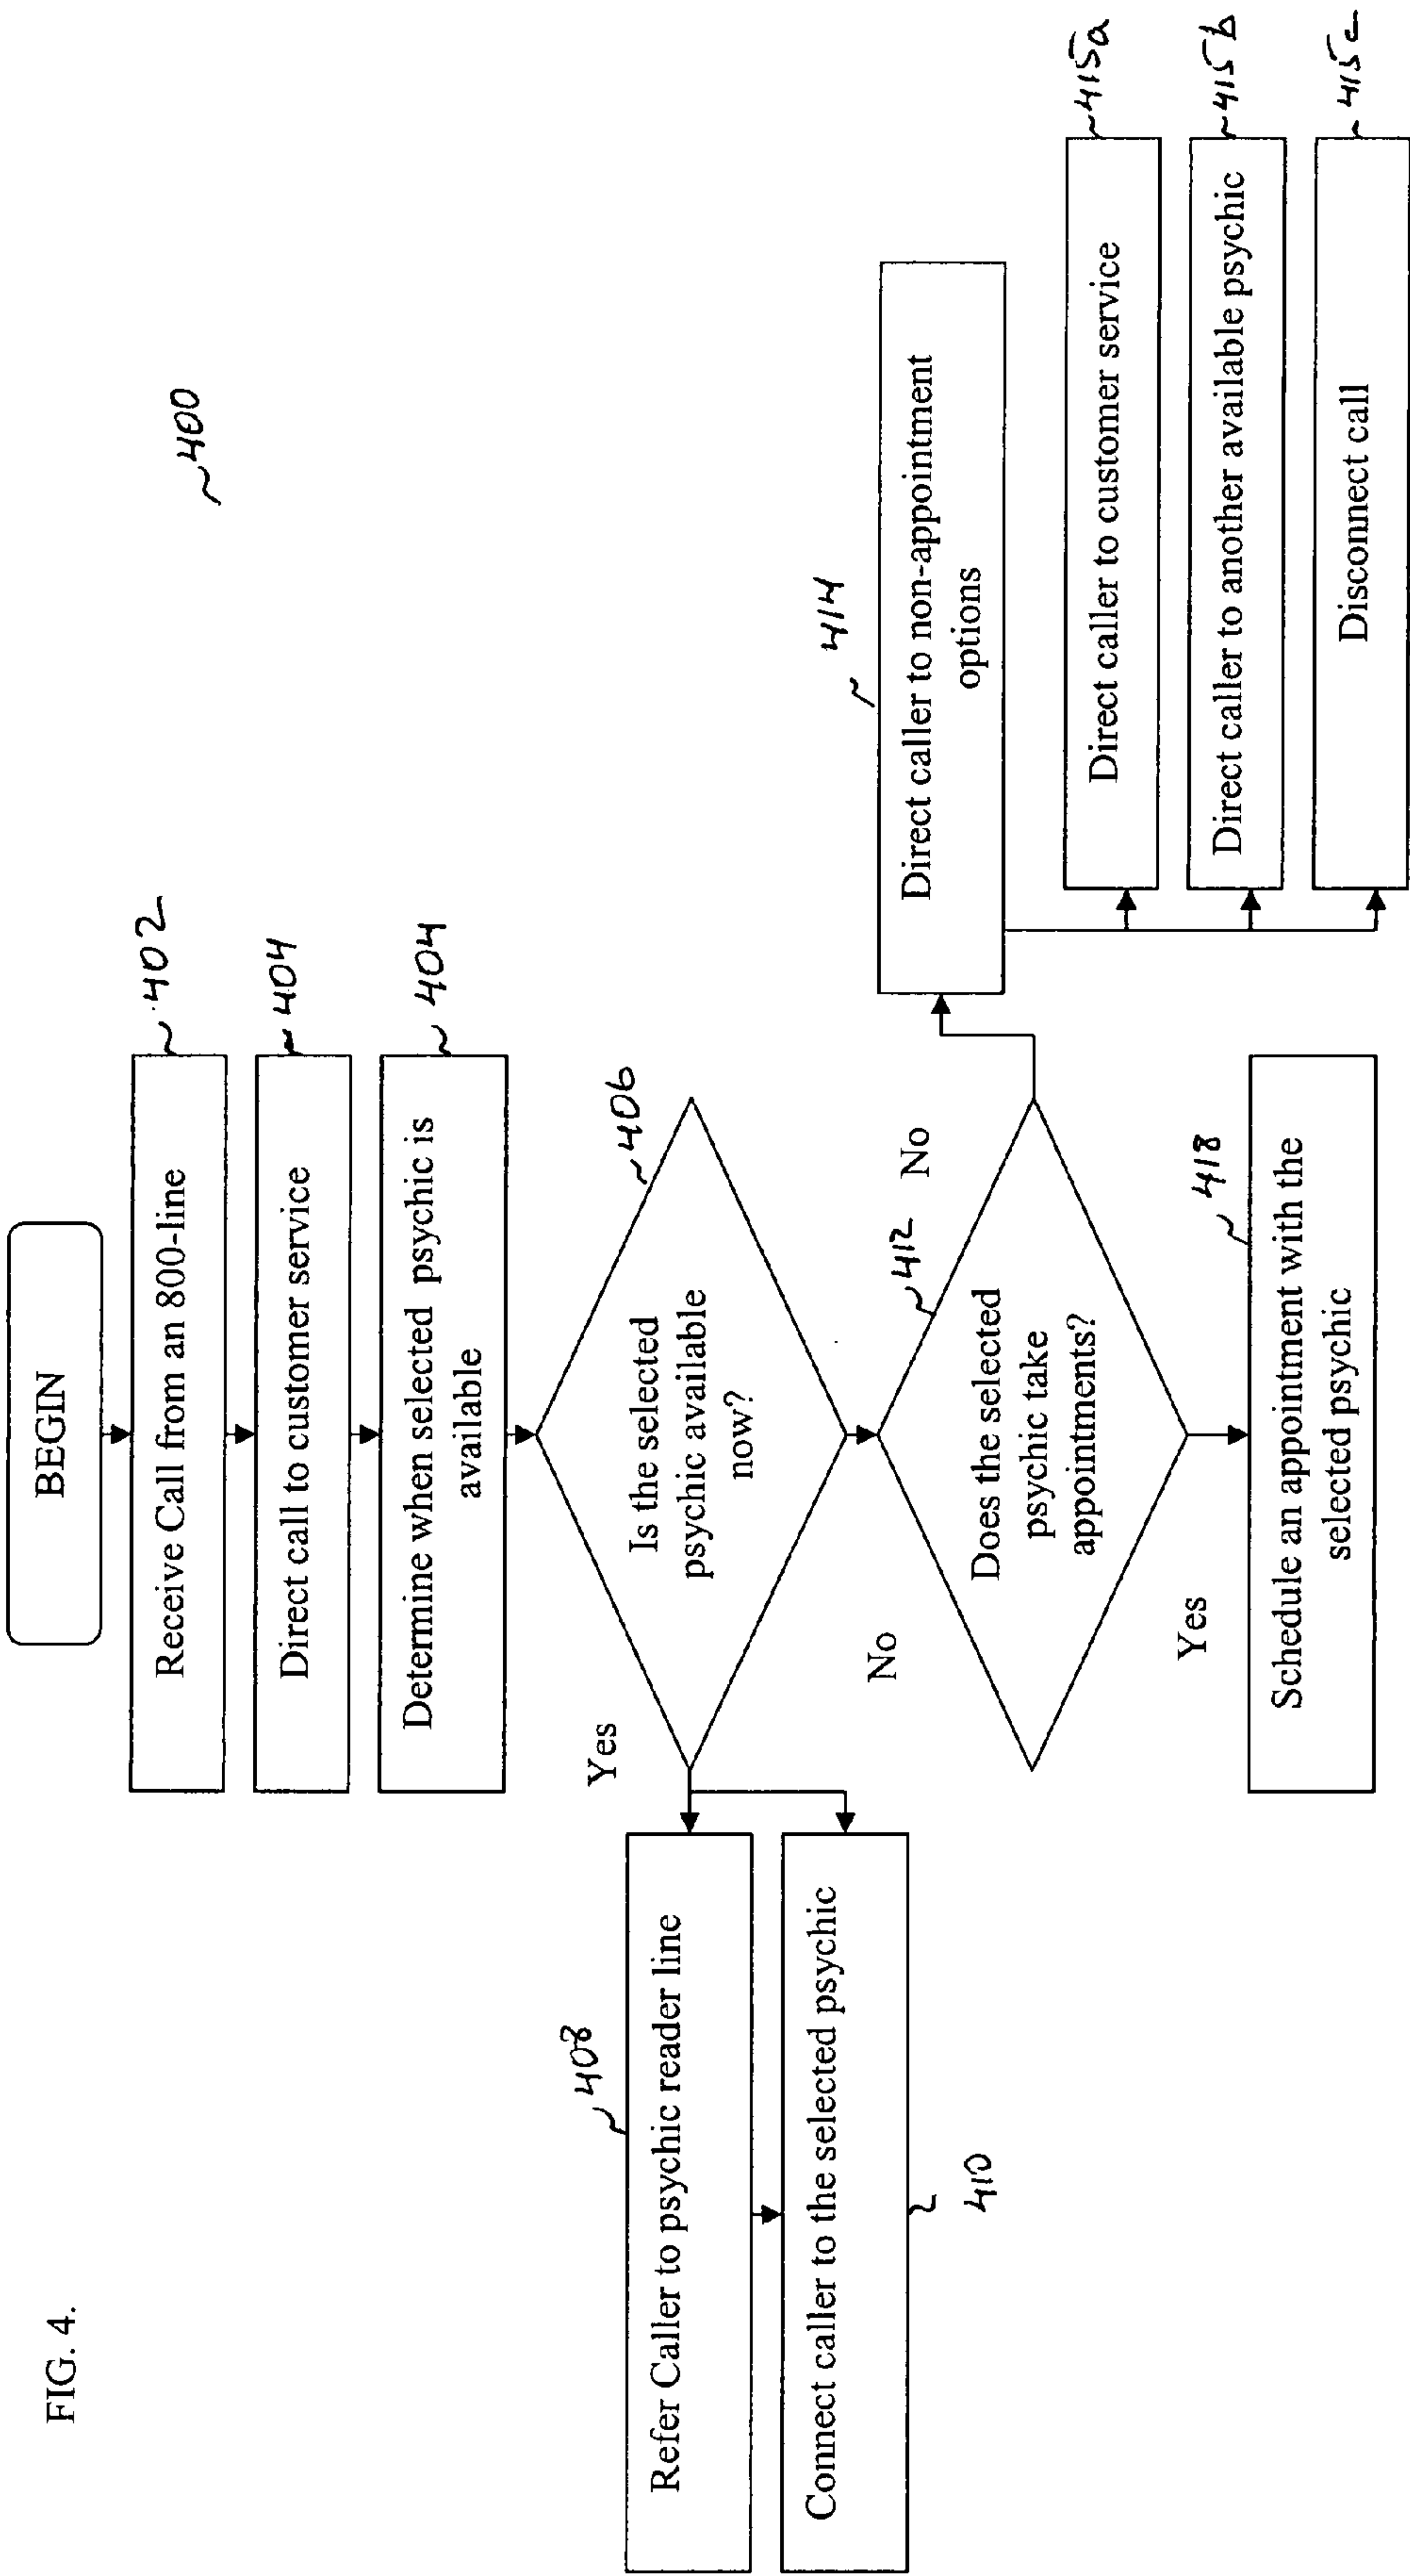 FIG. 4.
~400
BEGIN
Receive Call from an 800-line
~402
Direct call to customer service
~404
Determine when selected psychic is
available
~404
Is the selected
psychic available
now?
~406
Yes
Refer Caller to psychic reader line
~408
Connect caller to the selected psychic
~410
No
Does the selected
psychic take
appointments?
~412
No
Direct caller to non-appointment
options
~414
Direct caller to customer service
~415a
Direct caller to another available psychic
~415b
Disconnect call
~415c
Yes
Schedule an appointment with the
selected psychic
~418